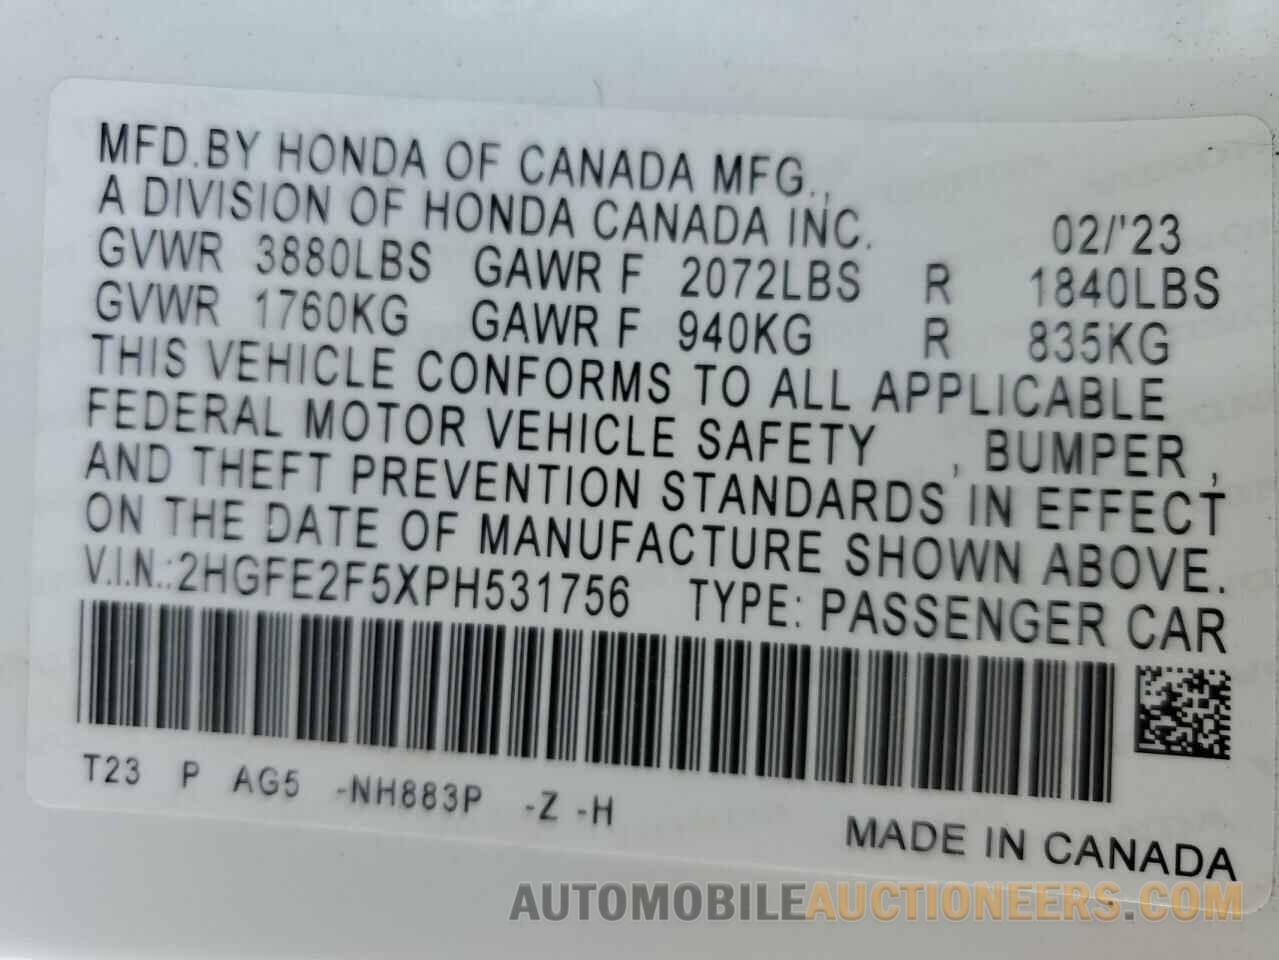 MFD.BY HONDA OF CANADA MFG.,
A DIVISION OF HONDA CANADA INC. 02/'23
GVWR 3880LBS GAWR F 2072LBS R 1840LBS
GVWR 1760KG GAWR F 940KG R 835KG
THIS VEHICLE CONFORMS TO ALL APPLICABLE
FEDERAL MOTOR VEHICLE SAFETY , BUMPER ,
AND THEFT PREVENTION STANDARDS IN EFFECT
ON THE DATE OF MANUFACTURE SHOWN ABOVE.
V.I.N.:2HGFE2F5XPH531756 TYPE: PASSENGER CAR
T23 P AG5 -NH883P -Z -H
MADE IN CANADA
AUTOMOBILEAUCTIONEERS.COM